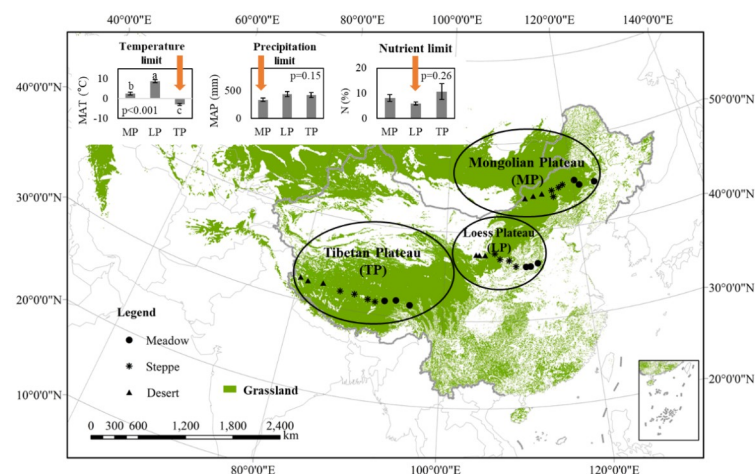 40°0'0"E 60°0'0"E 80°0'0"E 100°0'0"E 120°0'0"E 140°0'0"E
Temperature limit
Precipitation limit
Nutrient limit
MAT (°C)
10
0
-10
b
a
c
p<0.001
MP LP TP
MAP (mm)
500
0
p=0.15
MP LP TP
N (%)
20
10
0
p=0.26
MP LP TP
40°0'0"N
30°0'0"N
20°0'0"N
10°0'0"N
50°0'0"N
40°0'0"N
30°0'0"N
20°0'0"N
Mongolian Plateau
(MP)
Loess Plateau
(LP)
Tibetan Plateau
(TP)
Legend
Meadow
Steppe
Desert
Grassland
0 300 600 1,200 1,800 2,400
km
80°0'0"E 100°0'0"E 120°0'0"E